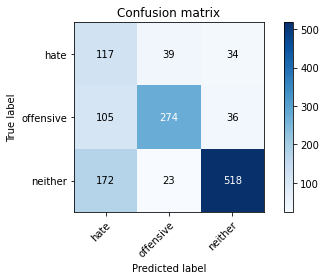 Confusion matrix
True label
hate 117 39 34
offensive 105 274 36
neither 172 23 518
hate offensive neither
Predicted label
500
400
300
200
100